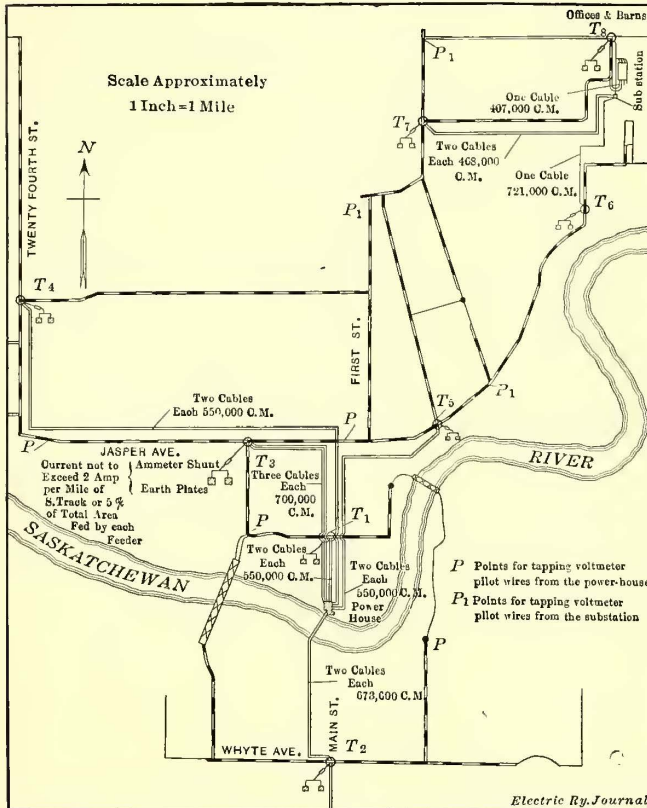 Offices & Barns
T8
P1
Sub station
Scale Approximately
1 Inch=1 Mile
One Cable
407,000 C.M.
T7
Two Cables
Each 468,000
C.M.
One Cable
721,000 C.M.
N
TWENTY FOURTH ST.
P1
T6
T4
FIRST ST.
Two Cables
Each 550,000 C.M.
P1
T5
P
P
JASPER AVE.
RIVER
Current not to
Exceed 2 Amp
per Mile of
S.Track or 5 %
of Total Area
Fed by each
Feeder
Ammeter Shunt
Earth Plates
T3
Three Cables
Each
700,000
C.M.
P
T1
SASKATCHEWAN
Two Cables
Each
550,000 C.M.
Two Cables
Each
550,000 C.M.
Power
House
P Points for tapping voltmeter
pilot wires from the power-house
P1 Points for tapping voltmeter
pilot wires from the substation
P
Two Cables
Each
673,600 C.M.
MAIN ST.
WHYTE AVE.
T2
Electric Ry. Journal